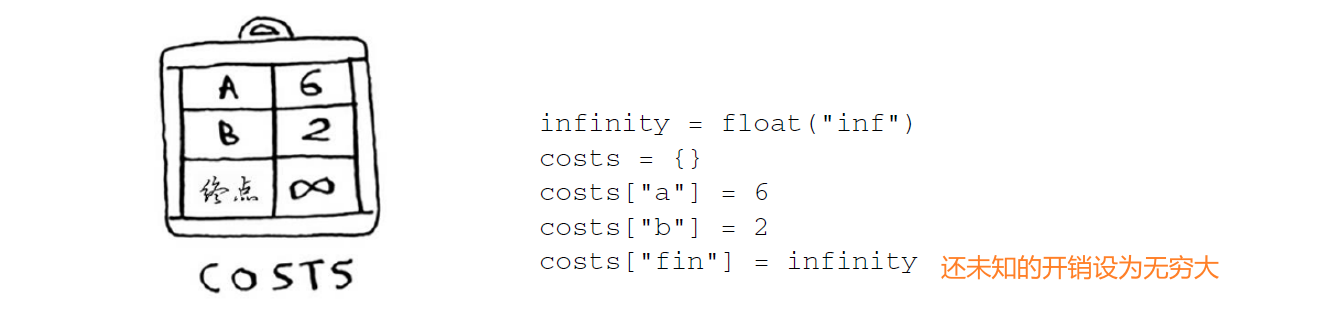 A 6
B 2
终点 ∞
COSTS
infinity = float("inf")
costs = {}
costs["a"] = 6
costs["b"] = 2
costs["fin"] = infinity
还未知的开销设为无穷大